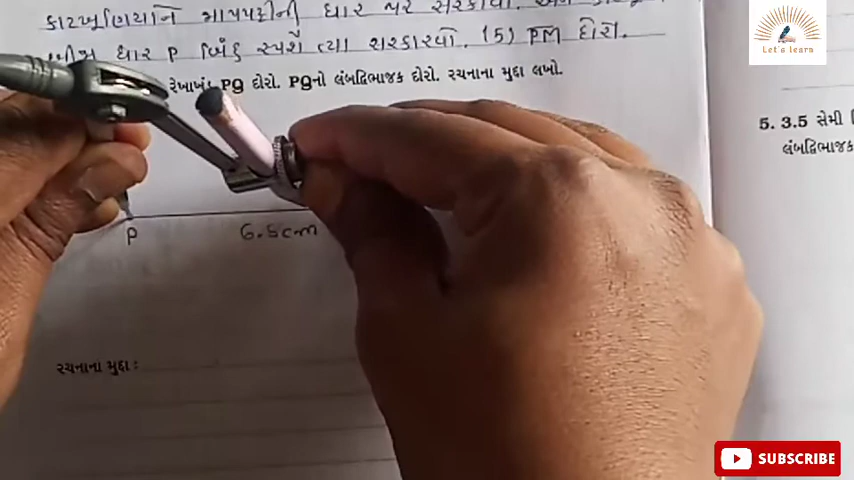 કાટખૂણિયાને માપપટ્ટીની ધાર પર સરકાવો.
ધાર P બિંદુ સ્પર્શે ત્યા સરકાવો. (5) PM દોરો.
રેખાખંડ PQ દોરો. PQનો લંબદ્વિભાજક દોરો. રચનાના મુદ્દા લખો.
P
6.5cm
રચનાના મુદ્દા :
5. 3.5 સેમી
લંબદ્વિભાજક
Let's learn
SUBSCRIBE